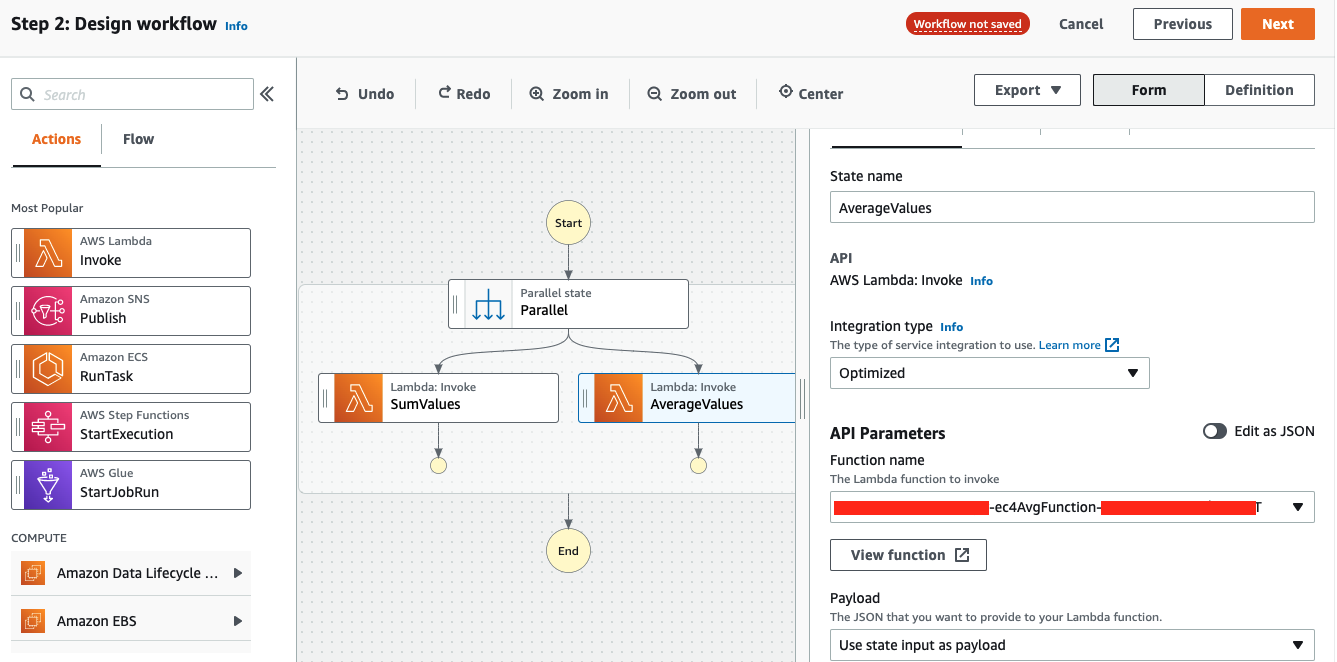 Step 2: Design workflow Info
Workflow not saved
Cancel
Previous
Next
Search
Undo
Redo
Zoom in
Zoom out
Center
Export
Form
Definition
Actions
Flow
Most Popular
AWS Lambda
Invoke
Amazon SNS
Publish
Amazon ECS
RunTask
AWS Step Functions
StartExecution
AWS Glue
StartJobRun
COMPUTE
Amazon Data Lifecycle ...
Amazon EBS
Start
Parallel state
Parallel
Lambda: Invoke
SumValues
Lambda: Invoke
AverageValues
End
State name
AverageValues
API
AWS Lambda: Invoke Info
Integration type Info
The type of service integration to use. Learn more
Optimized
API Parameters
Edit as JSON
Function name
The Lambda function to invoke
-ec4AvgFunction-
T
View function
Payload
The JSON that you want to provide to your Lambda function.
Use state input as payload